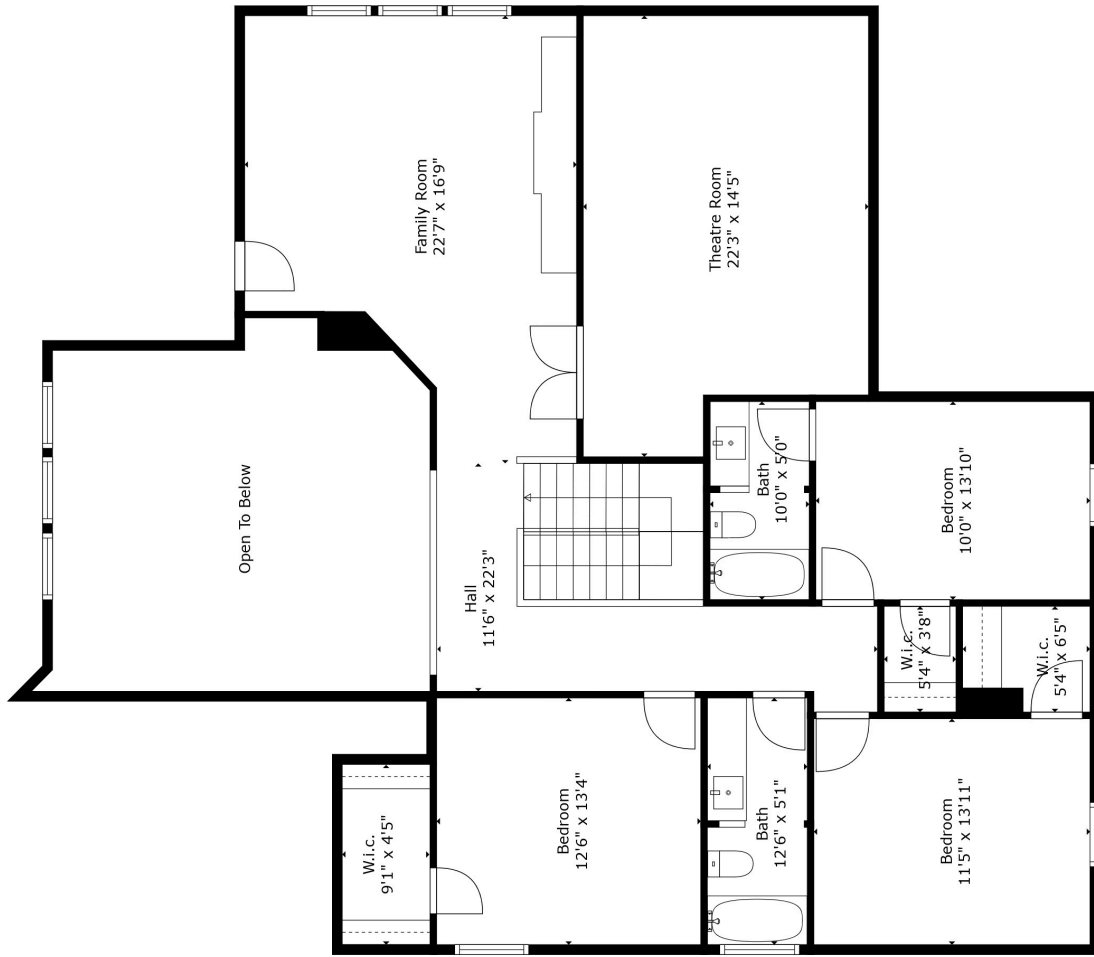 Family Room
22'7" x 16'9"
Theatre Room
22'3" x 14'5"
Open To Below
Hall
11'6" x 22'3"
Bath
10'0" x 5'0"
Bedroom
10'0" x 13'10"
W.i.c.
5'4" x 3'8"
W.i.c.
5'4" x 6'5"
W.i.c.
9'1" x 4'5"
Bedroom
12'6" x 13'4"
Bath
12'6" x 5'1"
Bedroom
11'5" x 13'11"